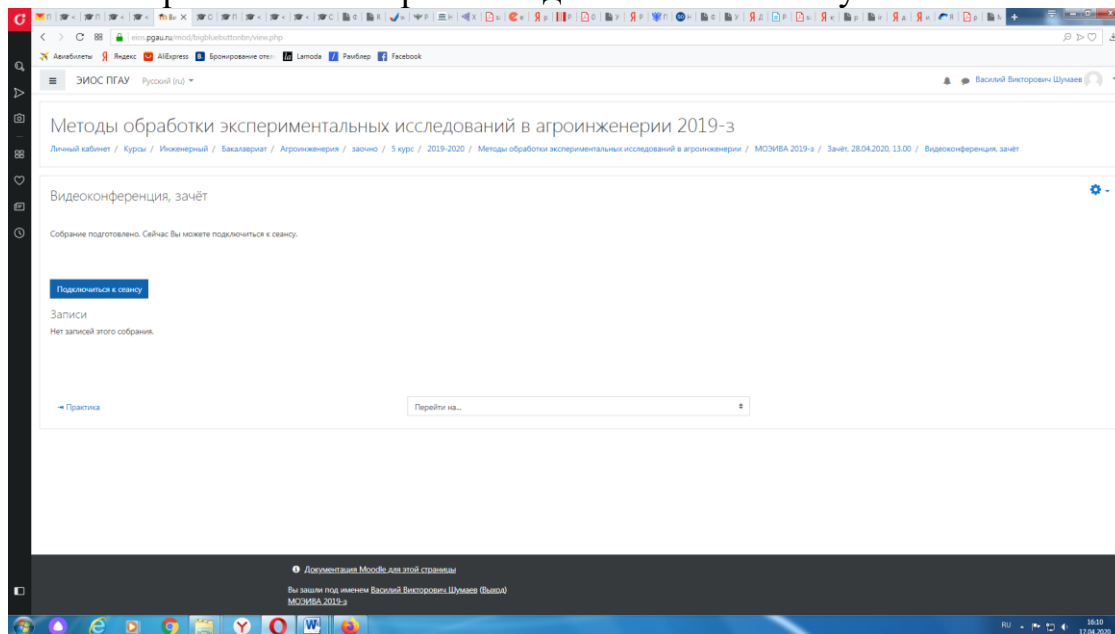 eios.pgau.ru/mod/bigbluebuttonbn/view.php
Авиабилеты Яндекс AliExpress Бронирование отел Lamoda Рамблер Facebook
ЭИОС ПГАУ Русский (ru)
Василий Викторович Шумаев
Методы обработки экспериментальных исследований в агроинженерии 2019-з
Личный кабинет / Курсы / Инженерный / Бакалавриат / Агроинженерия / заочно / 5 курс / 2019-2020 / Методы обработки экспериментальных исследований в агроинженерии / МОЭИВА 2019-з / Зачёт, 28.04.2020, 13.00 / Видеоконференция, зачёт
Видеоконференция, зачёт
Собрание подготовлено. Сейчас Вы можете подключиться к сеансу.
Подключиться к сеансу
Записи
Нет записей этого собрания.
Практика
Перейти на...
Документация Moodle для этой страницы
Вы зашли под именем Василий Викторович Шумаев (Выход)
МОЭИВА 2019-з
RU 16:10
17.04.2020